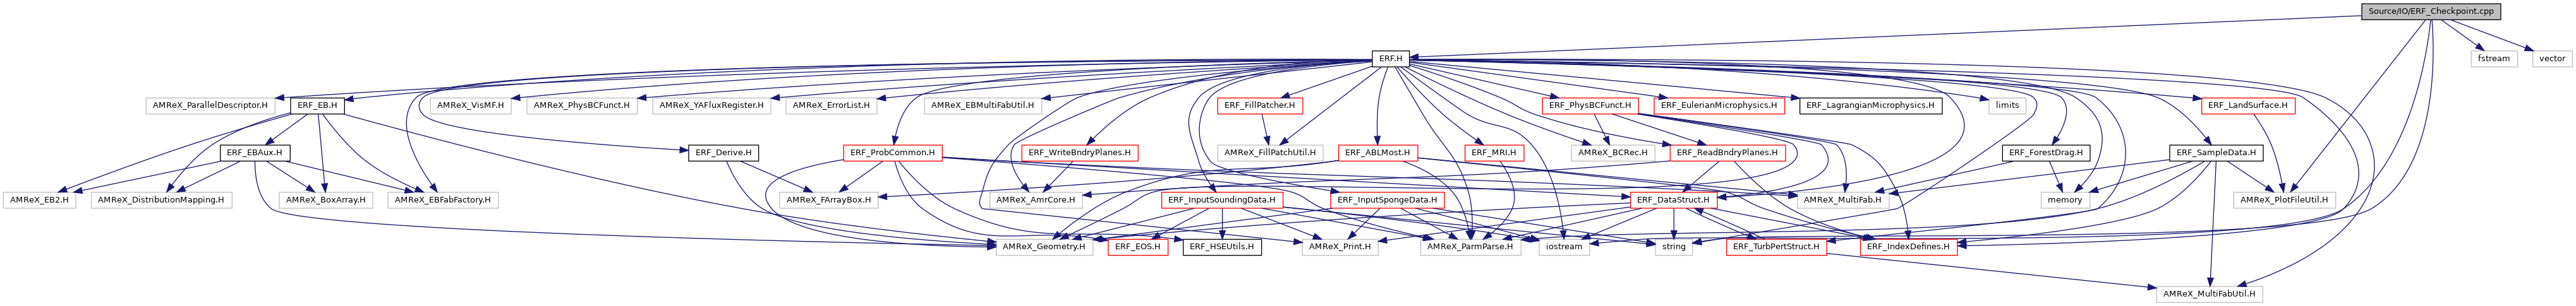 Source/IO/ERF_Checkpoint.cpp
ERF.H
fstream
vector
AMReX_ParallelDescriptor.H
ERF_EB.H
AMReX_VisMF.H
AMReX_PhysBCFunct.H
AMReX_YAFluxRegister.H
AMReX_ErrorList.H
AMReX_EBMultiFabUtil.H
ERF_FillPatcher.H
ERF_PhysBCFunct.H
ERF_EulerianMicrophysics.H
ERF_LagrangianMicrophysics.H
limits
ERF_LandSurface.H
ERF_EBAux.H
ERF_Derive.H
ERF_ProbCommon.H
ERF_WriteBndryPlanes.H
AMReX_FillPatchUtil.H
ERF_ABLMost.H
ERF_MRI.H
AMReX_BCRec.H
ERF_ReadBndryPlanes.H
ERF_ForestDrag.H
ERF_SampleData.H
AMReX_EB2.H
AMReX_DistributionMapping.H
AMReX_BoxArray.H
AMReX_EBFabFactory.H
AMReX_FArrayBox.H
AMReX_AmrCore.H
ERF_InputSoundingData.H
ERF_InputSpongeData.H
ERF_DataStruct.H
AMReX_MultiFab.H
memory
AMReX_PlotFileUtil.H
AMReX_Geometry.H
ERF_EOS.H
ERF_HSEUtils.H
AMReX_Print.H
AMReX_ParmParse.H
iostream
string
ERF_TurbPertStruct.H
ERF_IndexDefines.H
AMReX_MultiFabUtil.H